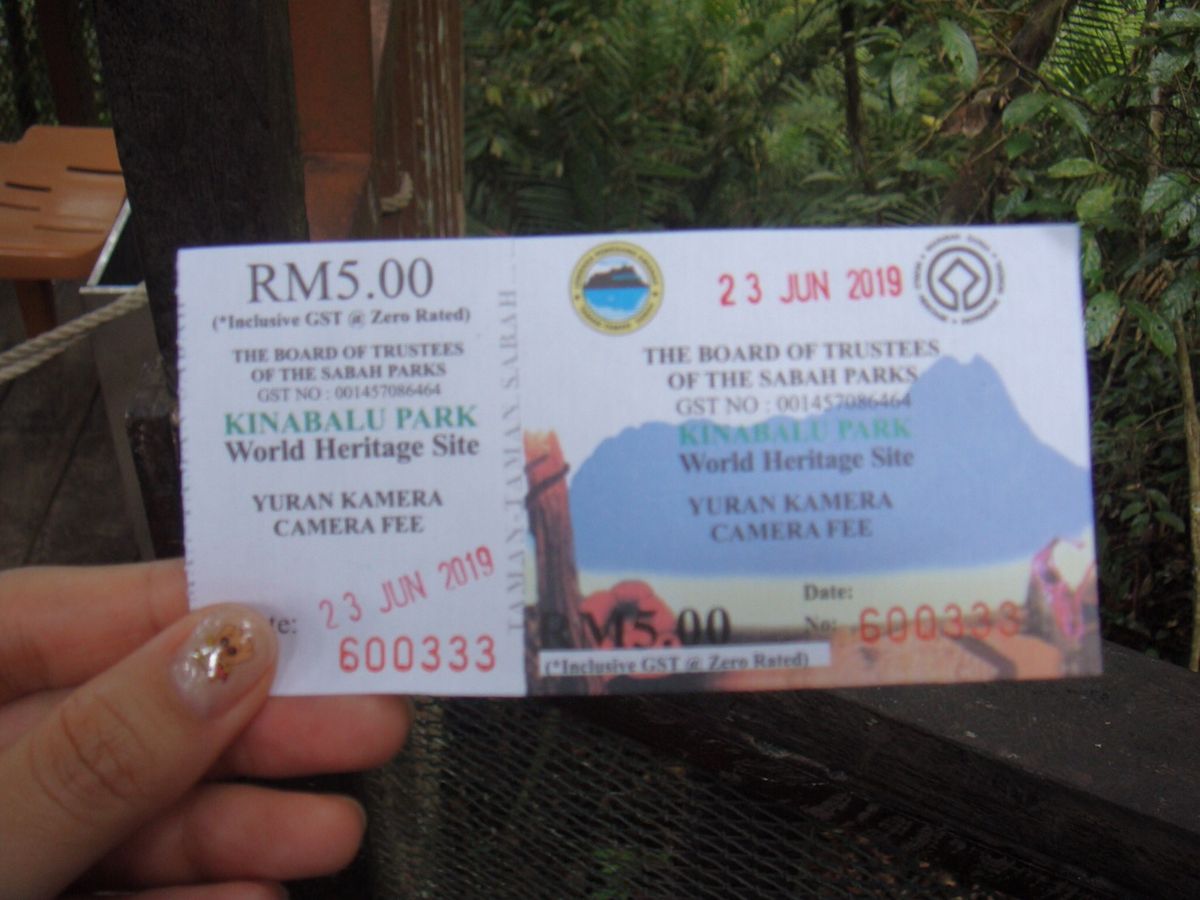 RM5.00
(*Inclusive GST @ Zero Rated)
THE BOARD OF TRUSTEES
OF THE SABAH PARKS
GST NO : 001457086464
KINABALU PARK
World Heritage Site
YURAN KAMERA
CAMERA FEE
te:
23 JUN 2019
600333
TAMAN-TAMAN SABAH
23 JUN 2019
THE BOARD OF TRUSTEES
OF THE SABAH PARKS
GST NO : 001457086464
KINABALU PARK
World Heritage Site
YURAN KAMERA
CAMERA FEE
Date:
RM5.00
No: 600333
(*Inclusive GST @ Zero Rated)